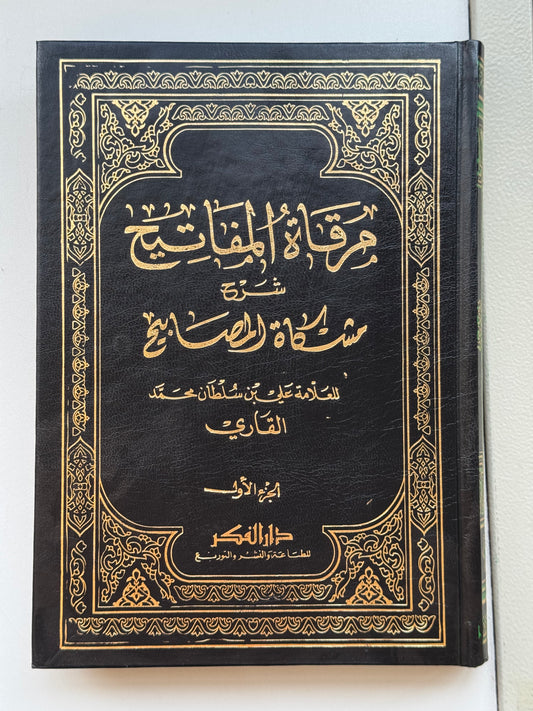 مرقاة المفاتيح
شرح
مشكاة المصابيح
للعلامة علي بن سلطان محمد
القاري
الجزء الأول
دار الفكر
للطباعة والنشر والتوزيع